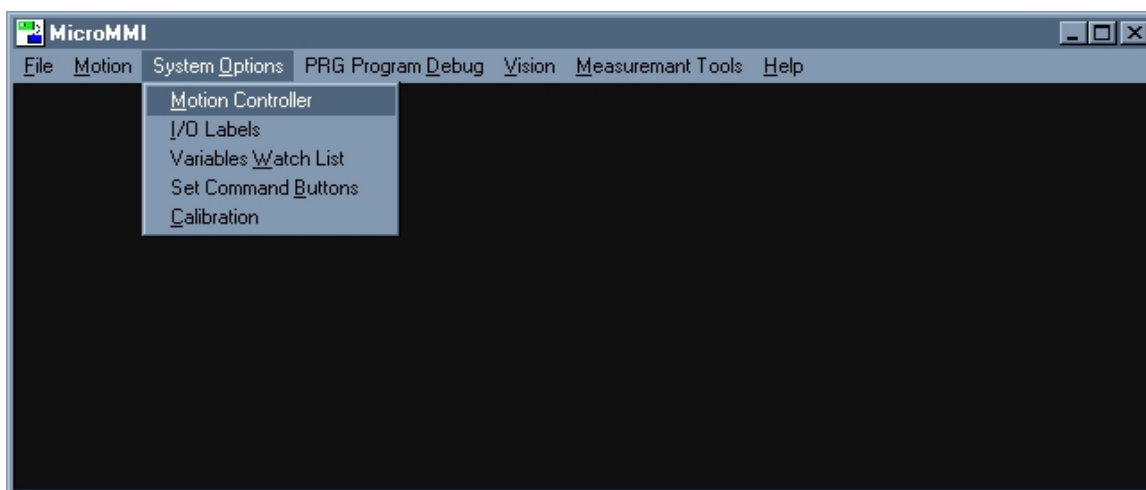 MicroMMI
File Motion System Options PRG Program Debug Vision Measuremant Tools Help
Motion Controller
I/O Labels
Variables Watch List
Set Command Buttons
Calibration